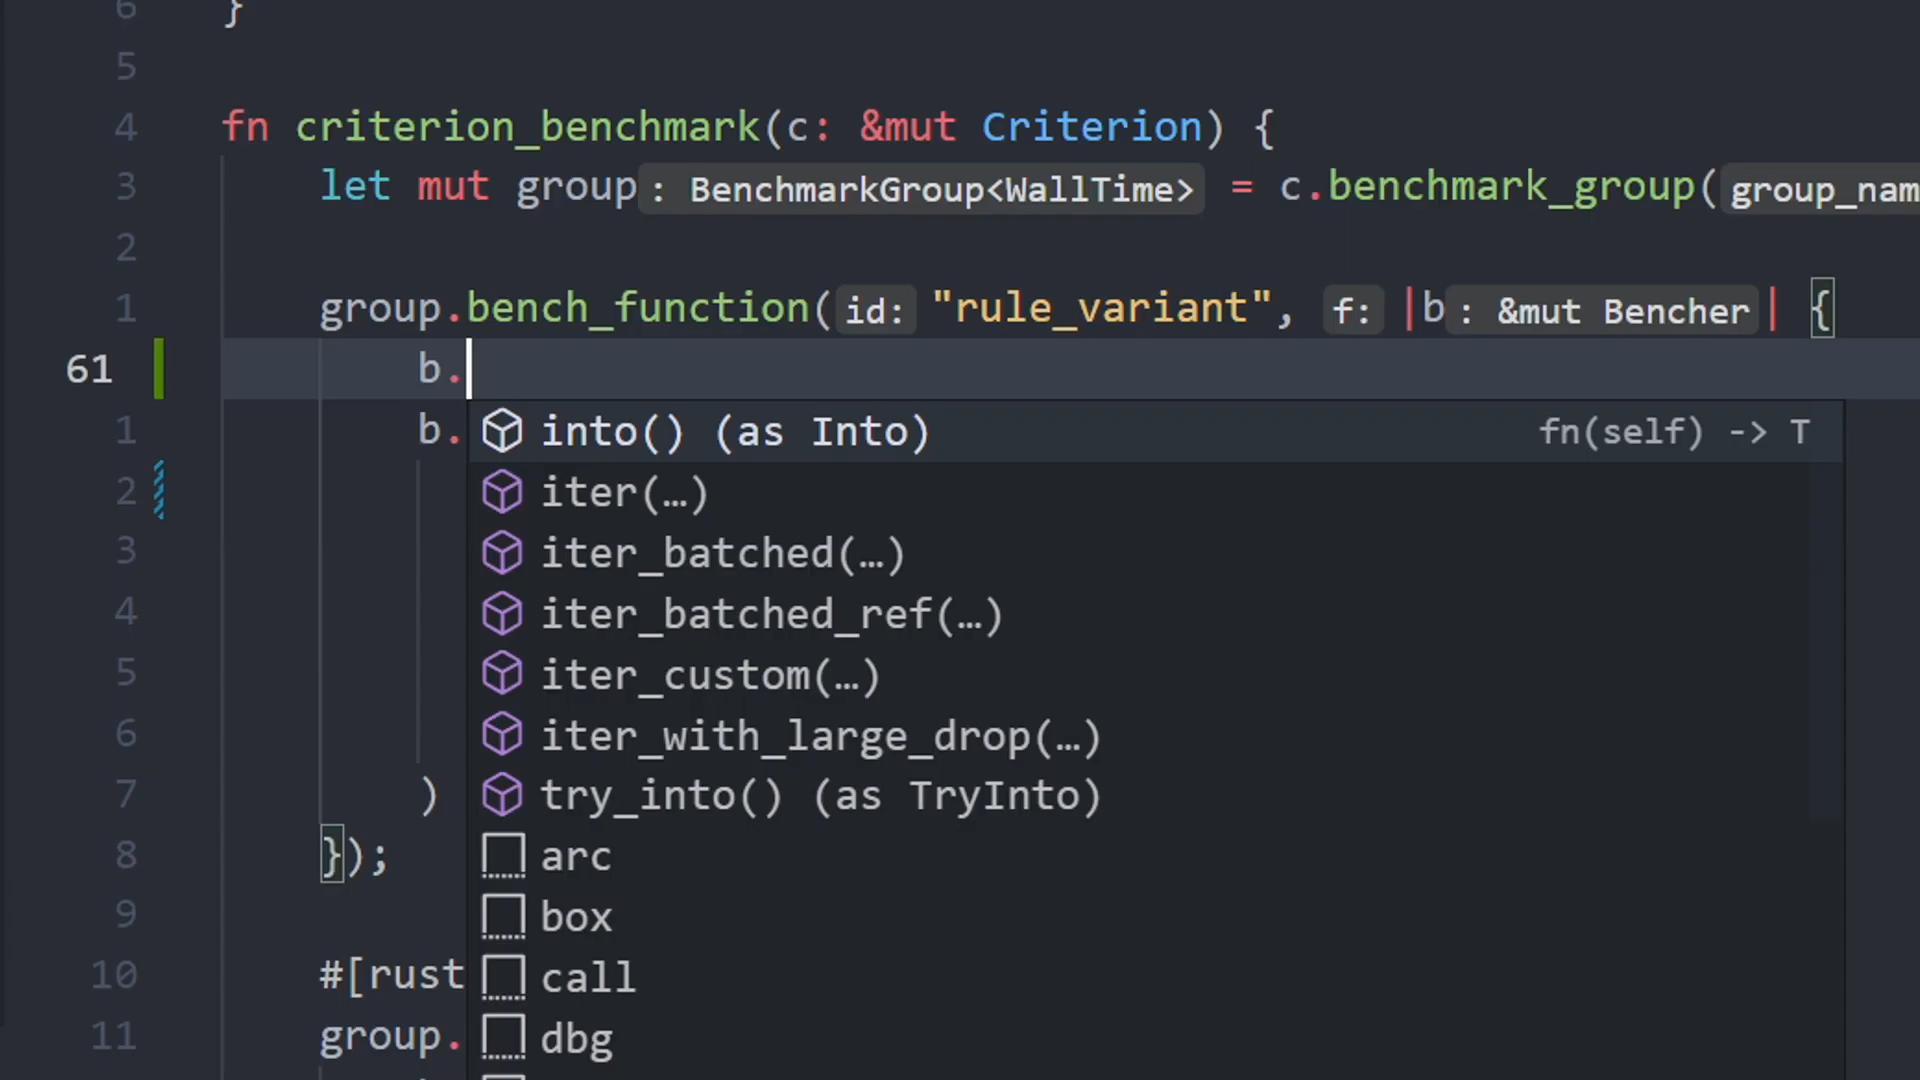 6 }
5
4 fn criterion_benchmark(c: &mut Criterion) {
3 let mut group: BenchmarkGroup<WallTime> = c.benchmark_group(group_nam
2
1 group.bench_function(id: "rule_variant", f: |b: &mut Bencher| {
61 b.
1 b. into() (as Into) fn(self) -> T
2 iter(…)
3 iter_batched(…)
4 iter_batched_ref(…)
5 iter_custom(…)
6 iter_with_large_drop(…)
7 ) try_into() (as TryInto)
8 }); arc
9 box
10 #[rust call
11 group. dbg